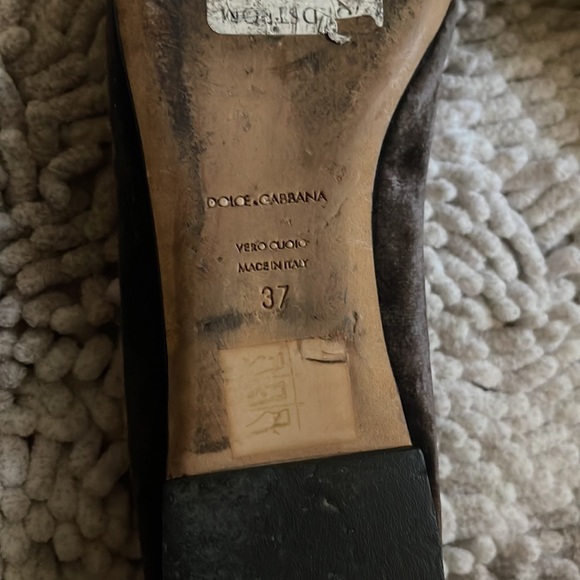 DOLCE & GABBANA
VERO CUOIO
MADE IN ITALY
37